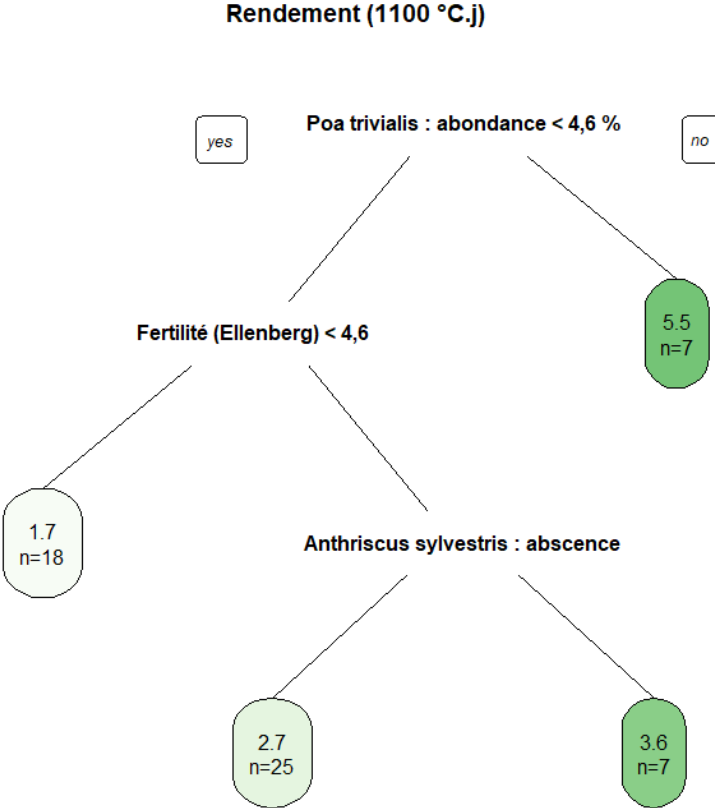 Rendement (1100 °C.j)
Poa trivialis : abondance < 4,6 %
yes
no
5.5
n=7
Fertilité (Ellenberg) < 4,6
1.7
n=18
Anthriscus sylvestris : abscence
2.7
n=25
3.6
n=7